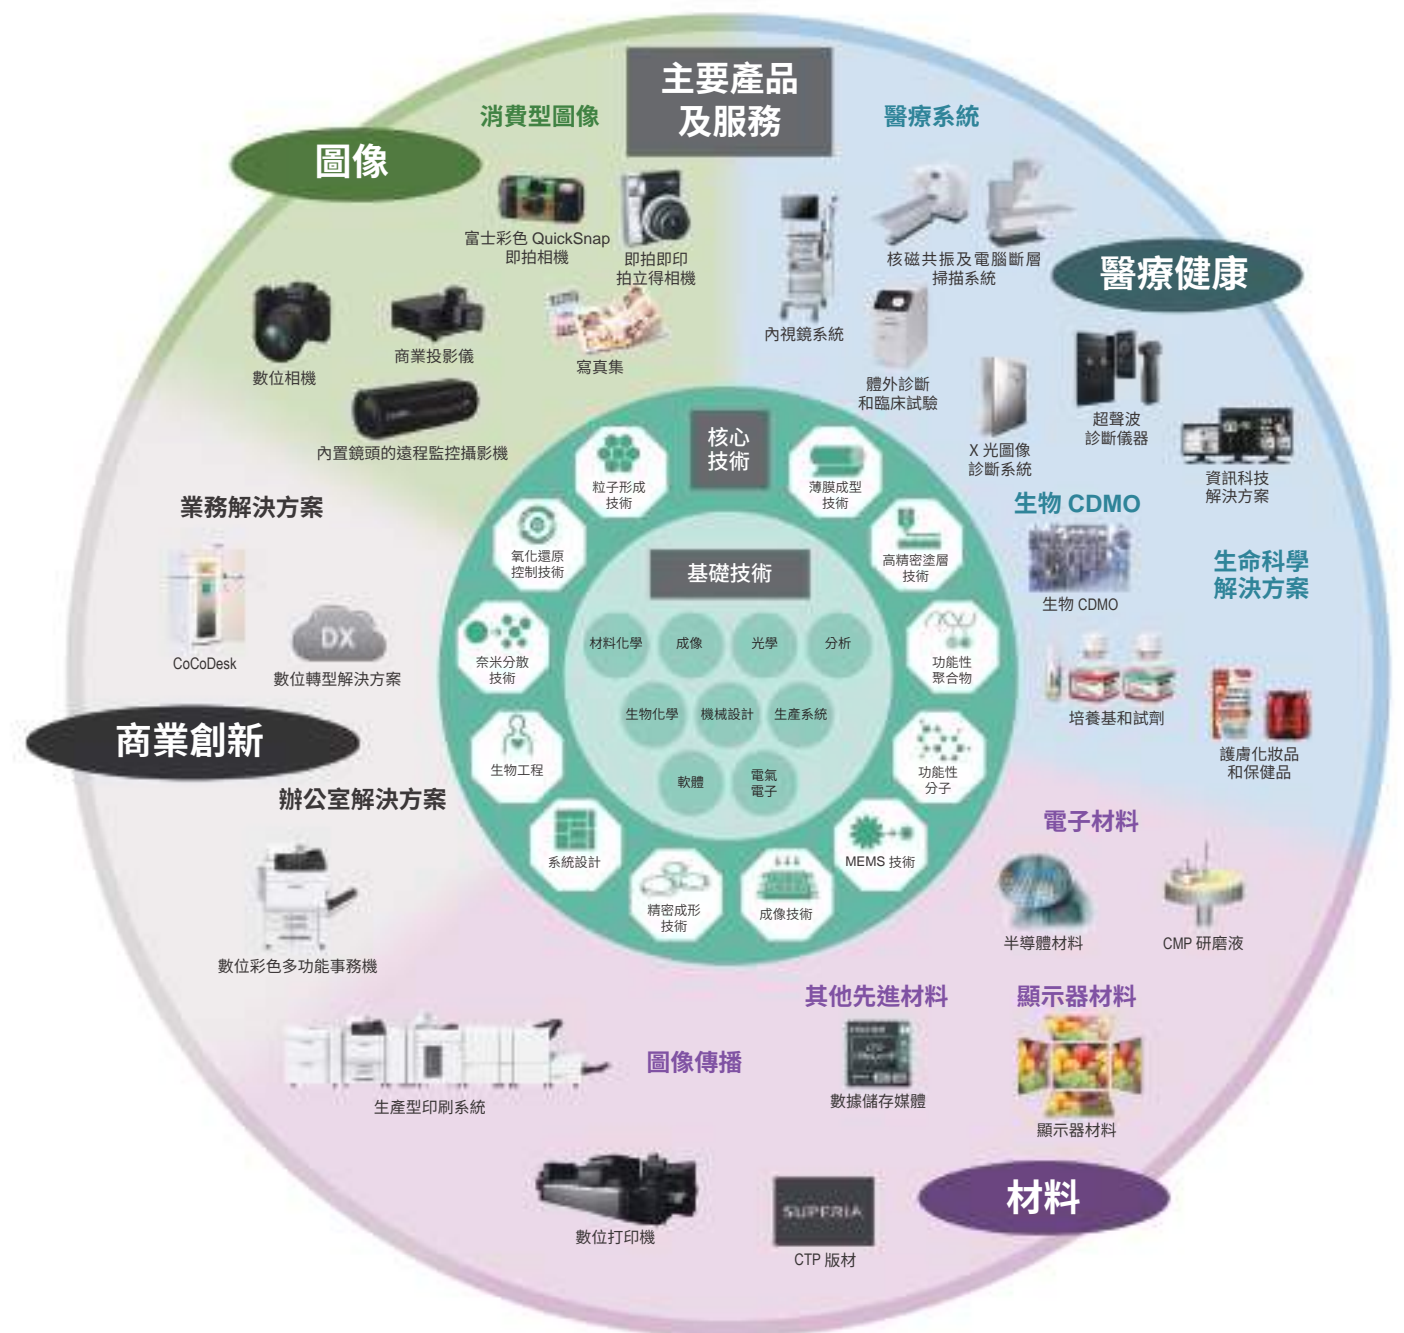 主要產品
及服務
圖像
消費型圖像
富士彩色 QuickSnap
即拍相機
即拍即印
拍立得相機
數位相機
商業投影儀
寫真集
內置鏡頭的遠程監控攝影機
醫療系統
醫療健康
內視鏡系統
核磁共振及電腦斷層
掃描系統
體外診斷
和臨床試驗
X 光圖像
診斷系統
超聲波
診斷儀器
資訊科技
解決方案
生物 CDMO
生物 CDMO
生命科學
解決方案
培養基和試劑
護膚化妝品
和保健品
業務解決方案
CoCoDesk
DX
數位轉型解決方案
商業創新
辦公室解決方案
數位彩色多功能事務機
核心
技術
粒子形成
技術
薄膜成型
技術
氧化還原
控制技術
高精密塗層
技術
奈米分散
技術
功能性
聚合物
生物工程
功能性
分子
系統設計
MEMS 技術
精密成形
技術
成像技術
基礎技術
材料化學
成像
光學
分析
生物化學
機械設計
生產系統
軟體
電氣
電子
電子材料
半導體材料
CMP 研磨液
其他先進材料
數據儲存媒體
顯示器材料
顯示器材料
圖像傳播
生產型印刷系統
數位打印機
SUPERIA
CTP 版材
材料